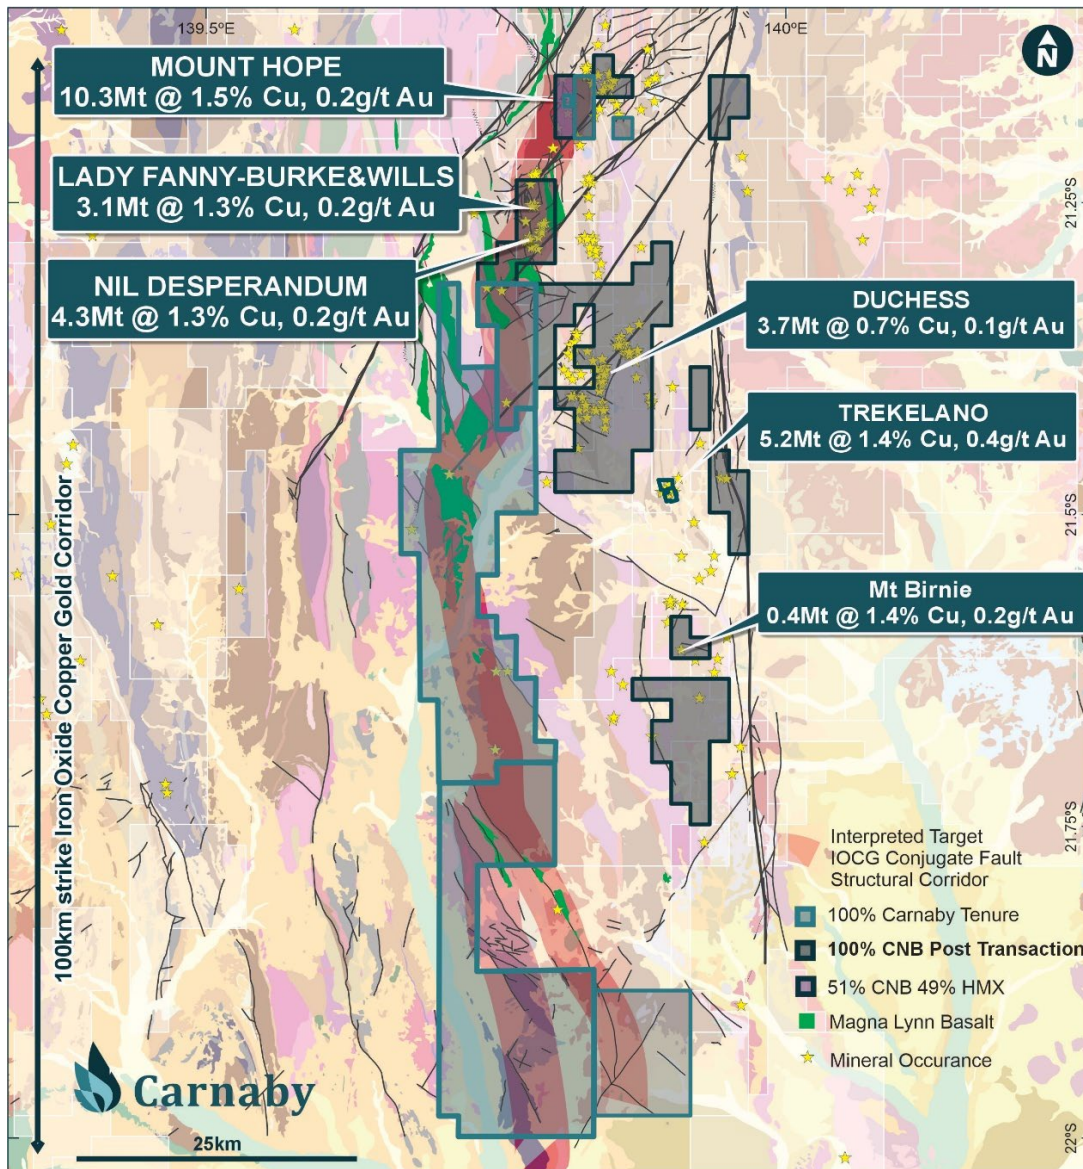 139.5°
140°
N
MOUNT HOPE
10.3Mt @ 1.5% Cu, 0.2g/t Au
LADY FANNY-BURKE&WILLS
3.1Mt @ 1.3% Cu, 0.2g/t Au
21.25°S
NIL DESPERANDUM
4.3Mt @ 1.3% Cu, 0.2g/t Au
DUCHESS
3.7Mt @ 0.7% Cu, 0.1g/t Au
TREKELANO
5.2Mt @ 1.4% Cu, 0.4g/t Au
21.5°S
Mt Birnie
0.4Mt @ 1.4% Cu, 0.2g/t Au
100km strike Iron Oxide Copper Gold Corridor
21.75°S
Interpreted Target
IOCG Conjugate Fault
Structural Corridor
100% Carnaby Tenure
100% CNB Post Transaction
51% CNB 49% HMX
Magna Lynn Basalt
Mineral Occurance
Carnaby
25km
22°S